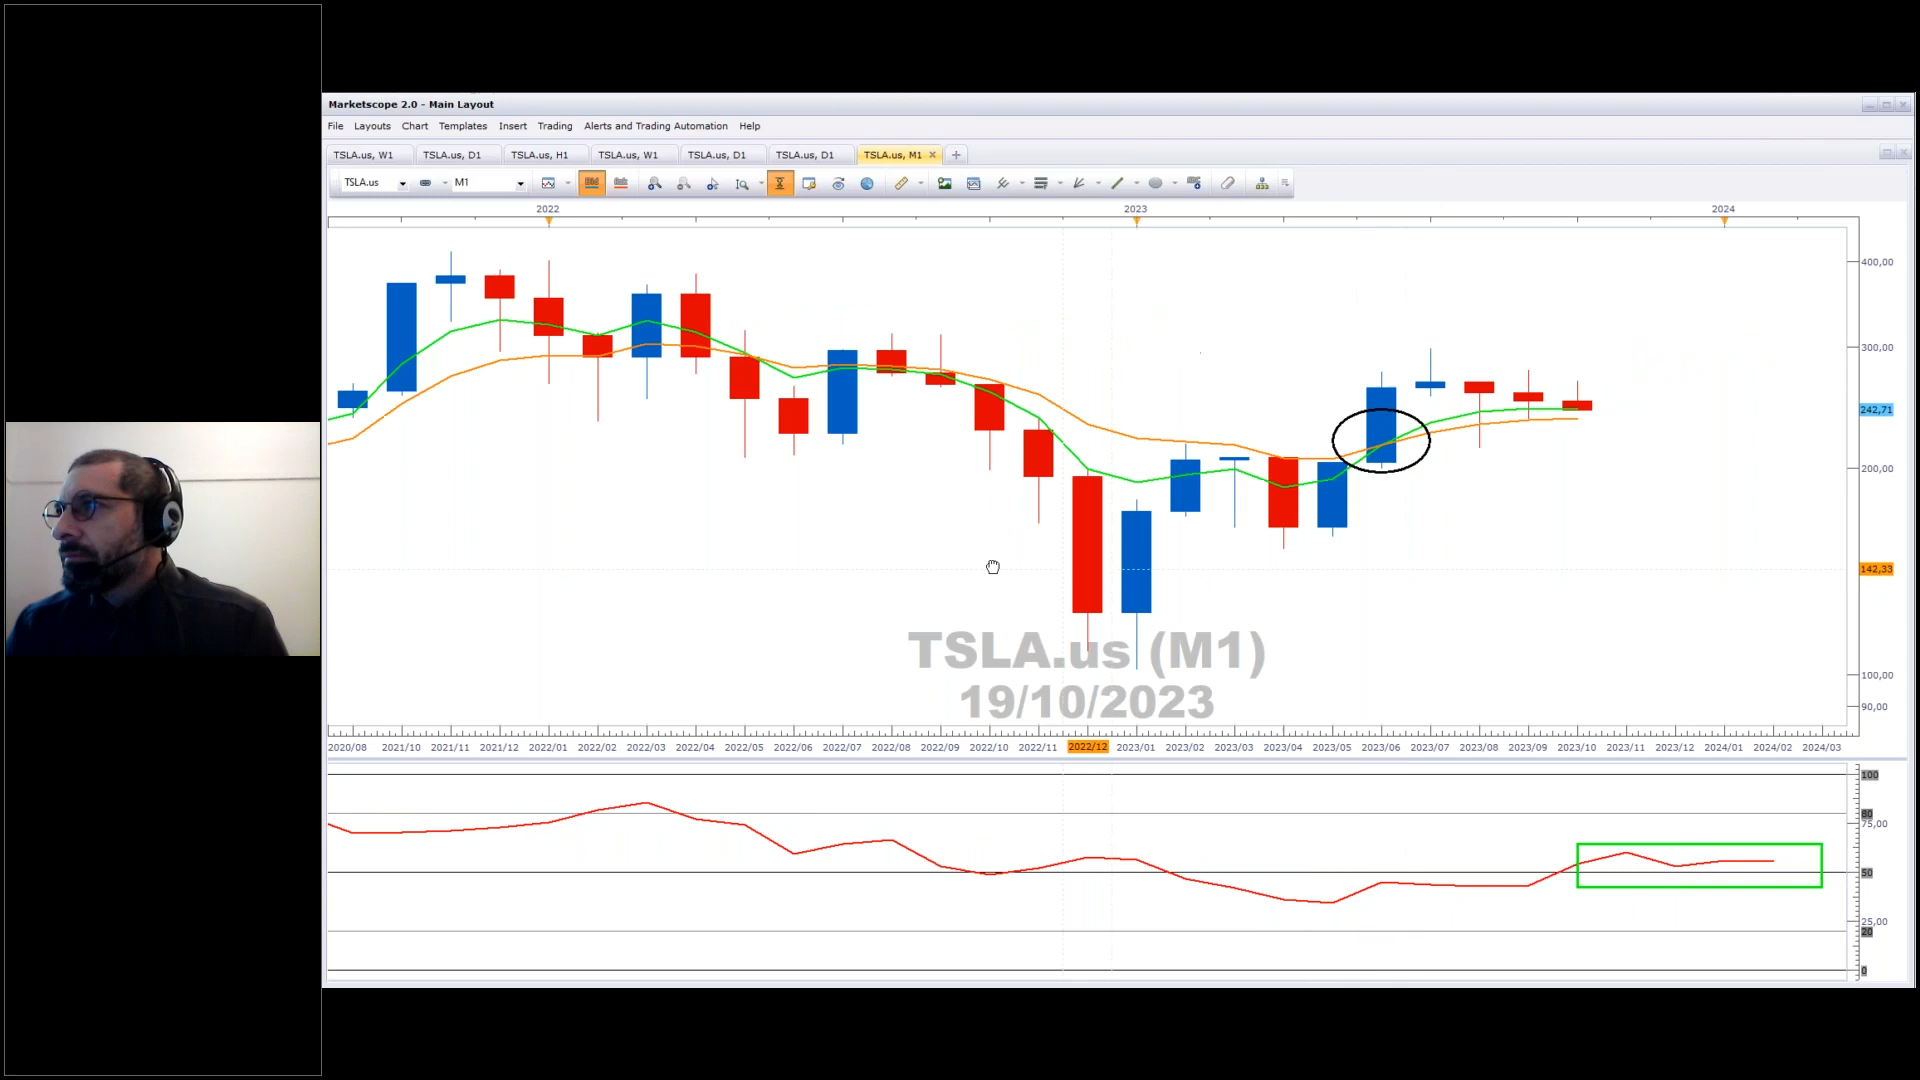 Marketscope 2.0 - Main Layout
File Layouts Chart Templates Insert Trading Alerts and Trading Automation Help
TSLA.us, W1 TSLA.us, D1 TSLA.us, H1 TSLA.us, W1 TSLA.us, D1 TSLA.us, D1 TSLA.us, M1
TSLA.us M1
2022 2023 2024
400,00
300,00
242,71
200,00
142,33
100,00
90,00
TSLA.us (M1)
19/10/2023
2020/08 2021/10 2021/11 2021/12 2022/01 2022/02 2022/03 2022/04 2022/05 2022/06 2022/07 2022/08 2022/09 2022/10 2022/11 2022/12 2023/01 2023/02 2023/03 2023/04 2023/05 2023/06 2023/07 2023/08 2023/09 2023/10 2023/11 2023/12 2024/01 2024/02 2024/03
100
80
75,00
50
25,00
20
0